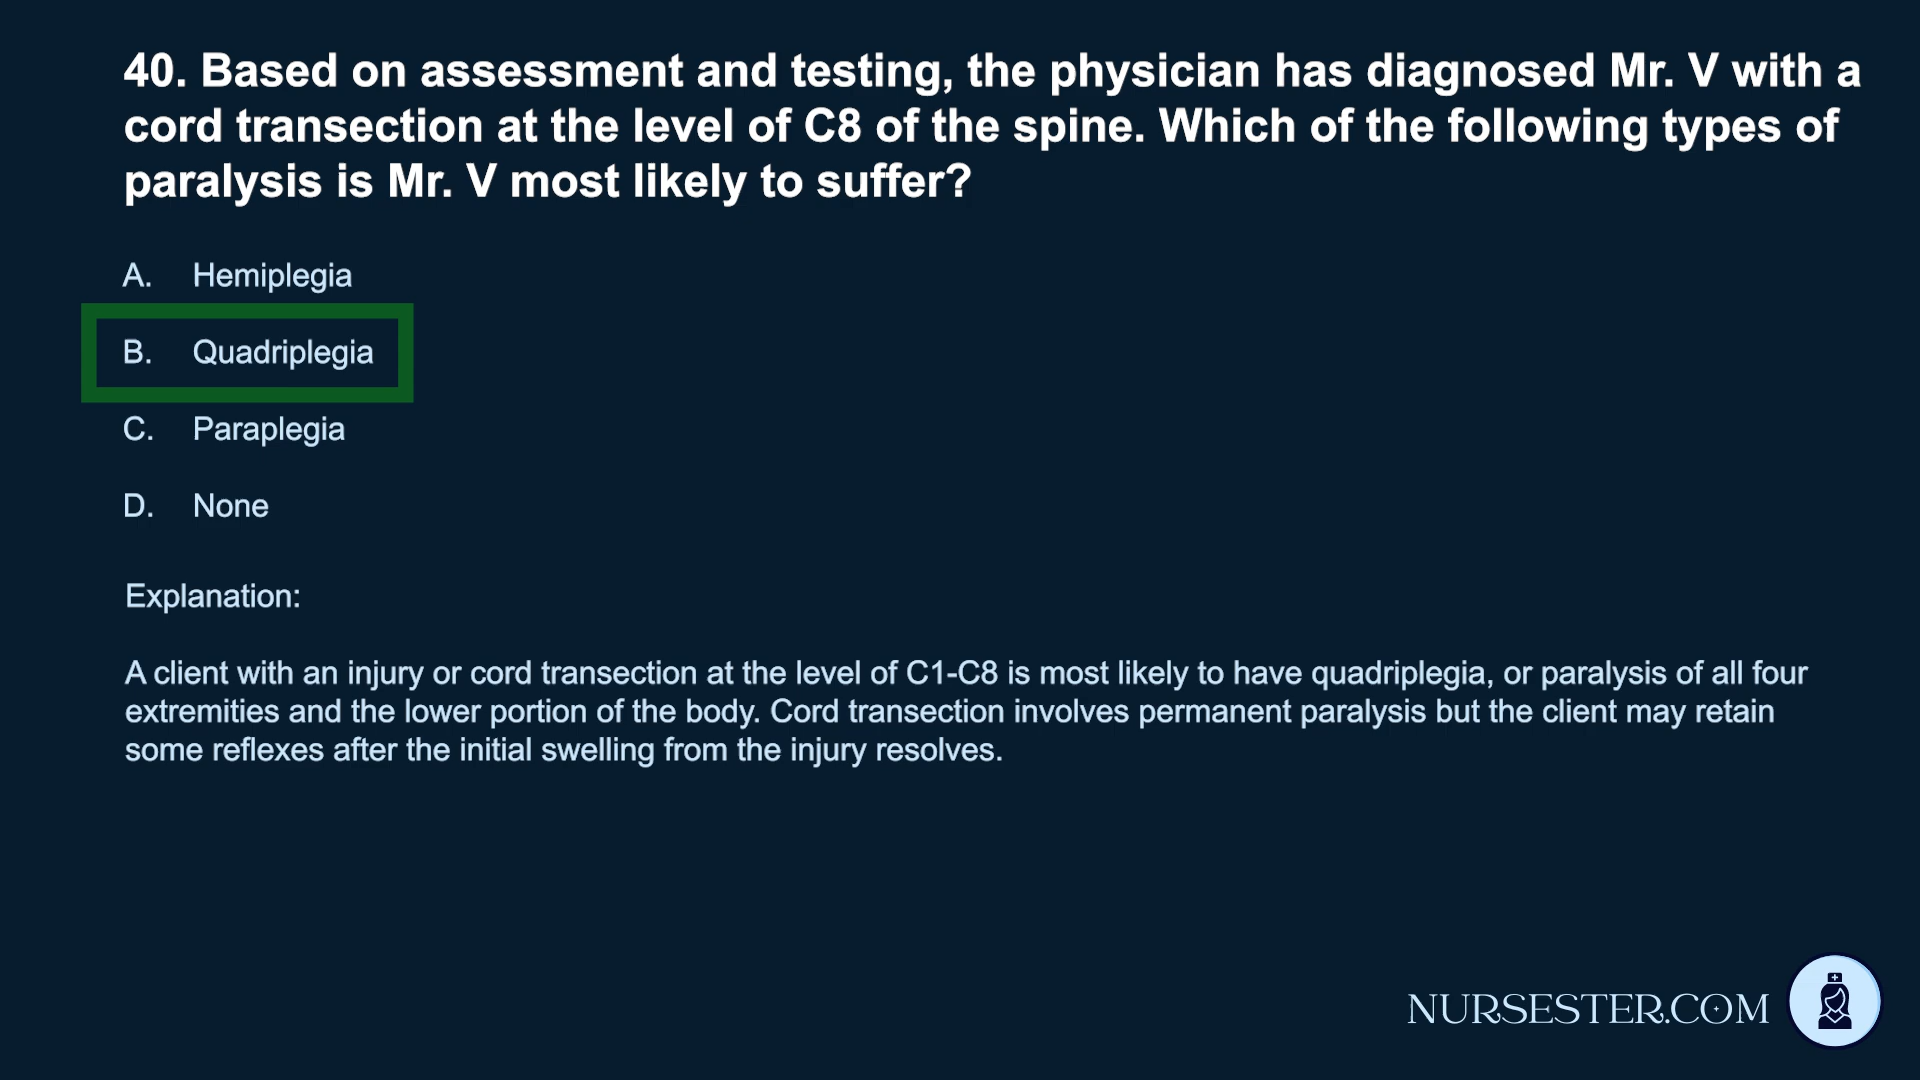 40. Based on assessment and testing, the physician has diagnosed Mr. V with a
cord transection at the level of C8 of the spine. Which of the following types of
paralysis is Mr. V most likely to suffer?
A. Hemiplegia
B. Quadriplegia
C. Paraplegia
D. None
Explanation:
A client with an injury or cord transection at the level of C1-C8 is most likely to have quadriplegia, or paralysis of all four
extremities and the lower portion of the body. Cord transection involves permanent paralysis but the client may retain
some reflexes after the initial swelling from the injury resolves.
NURSESTER.COM